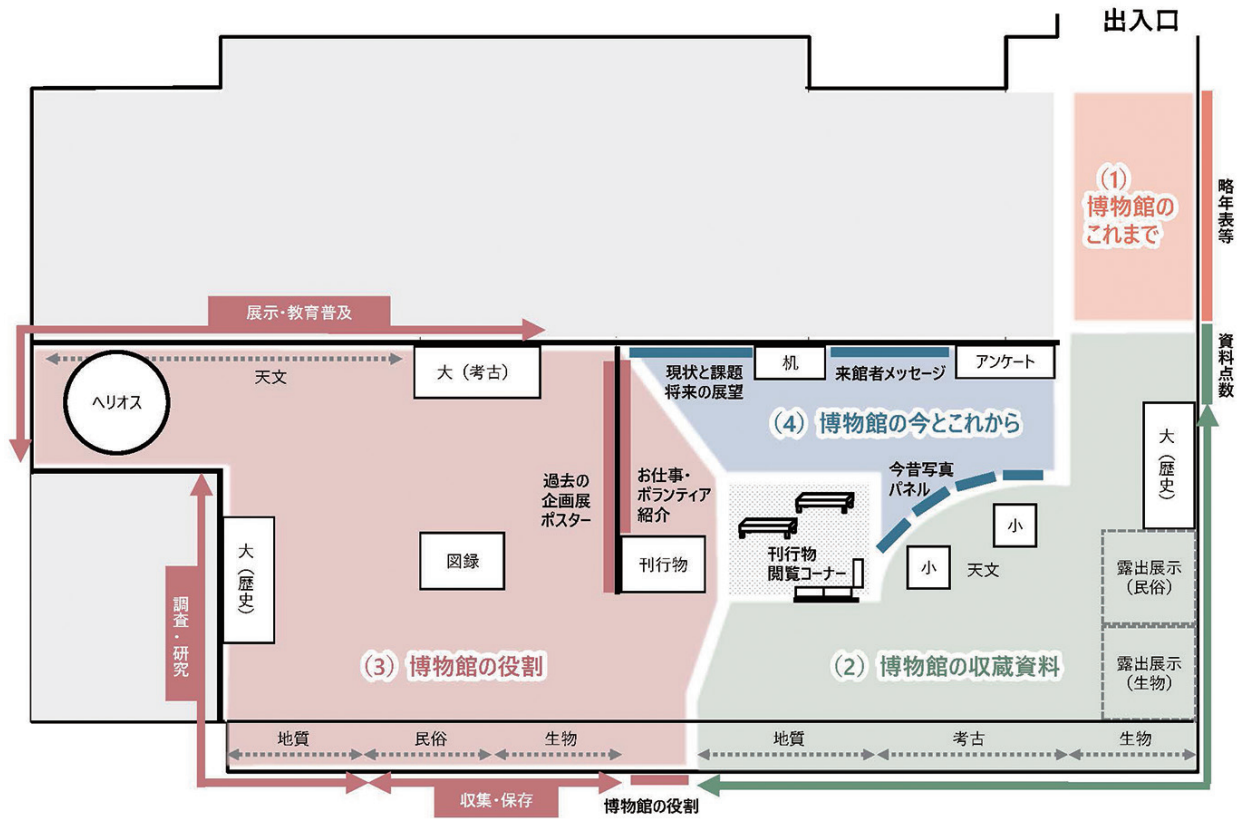 出入口
（1）
博物館の
これまで
略年表等
資料点数
展示・教育普及
天文
ヘリオス
大（考古）
現状と課題
将来の展望
机
来館者メッセージ
アンケート
（4）博物館の今とこれから
大（歴史）
過去の
企画展
ポスター
お仕事・
ボランティア
紹介
今昔写真
パネル
小
小
天文
大（歴史）
図録
刊行物
刊行物
閲覧コーナー
露出展示
（民俗）
調査・研究
（3）博物館の役割
（2）博物館の収蔵資料
露出展示
（生物）
地質
民俗
生物
地質
考古
生物
収集・保存
博物館の役割